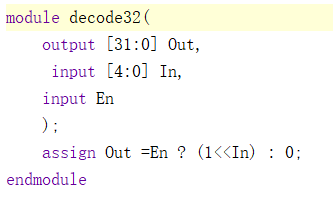 module decode32(
    output [31:0] Out,
     input [4:0] In,
    input En
    );
    assign Out =En ? (1<<In) : 0;
endmodule